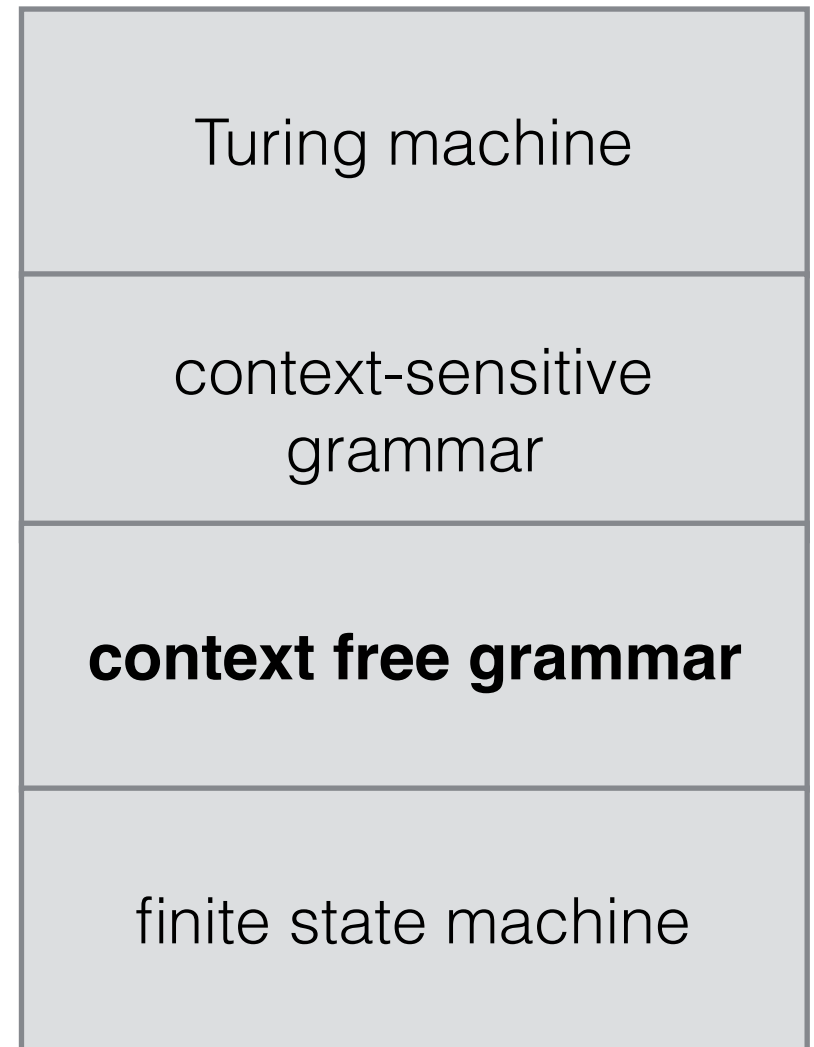 Turing machine
context-sensitive
grammar
context free grammar
finite state machine